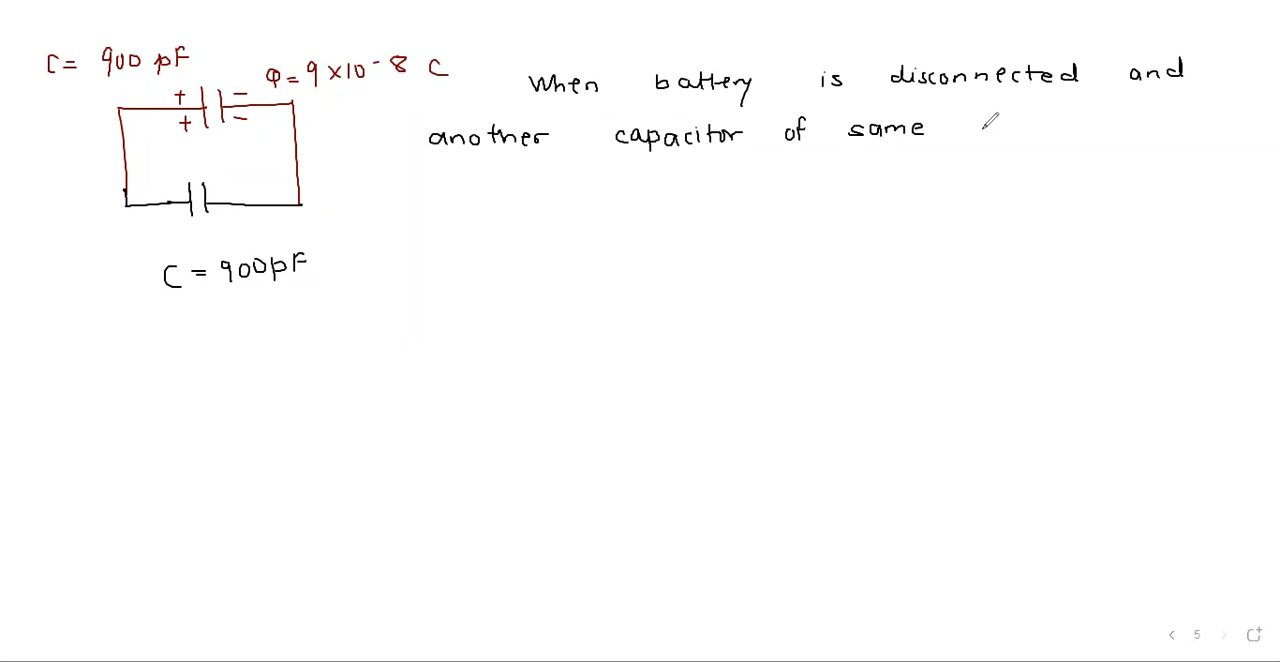 C = 900 pF
Q = 9 × 10⁻⁸ C
+ −
+ −
C = 900pF
When battery is disconnected and
another capacitor of same
5